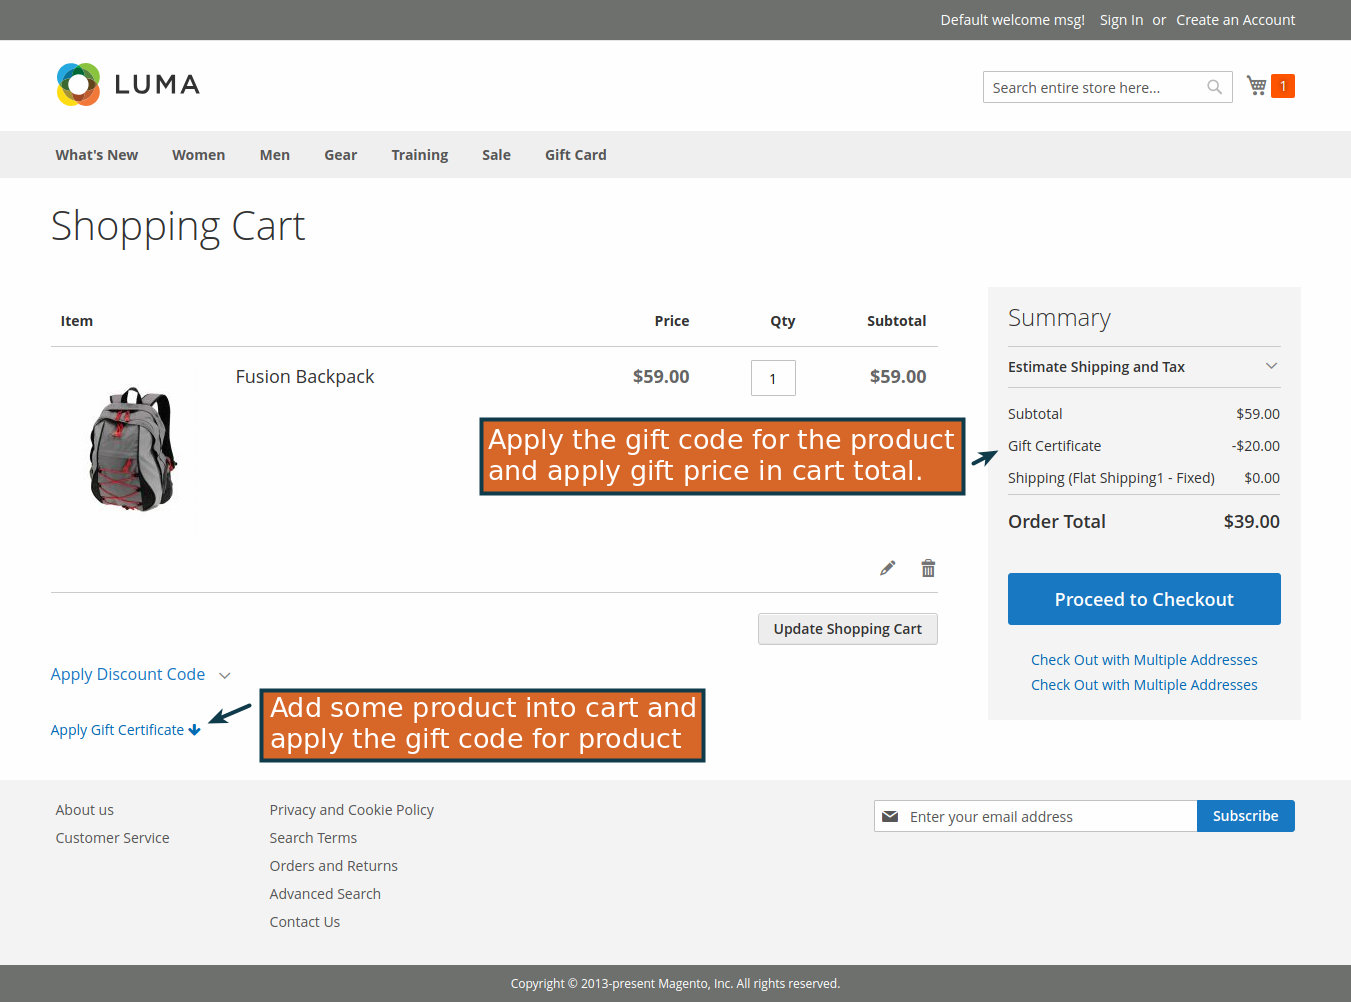 Default welcome msg! Sign In or Create an Account
LUMA
Search entire store here...
1
What's New Women Men Gear Training Sale Gift Card
Shopping Cart
Item Price Qty Subtotal
Fusion Backpack $59.00 1 $59.00
Apply the gift code for the product
and apply gift price in cart total.
Update Shopping Cart
Apply Discount Code
Apply Gift Certificate
Add some product into cart and
apply the gift code for product
Summary
Estimate Shipping and Tax
Subtotal $59.00
Gift Certificate -$20.00
Shipping (Flat Shipping1 - Fixed) $0.00
Order Total $39.00
Proceed to Checkout
Check Out with Multiple Addresses
Check Out with Multiple Addresses
About us
Customer Service
Privacy and Cookie Policy
Search Terms
Orders and Returns
Advanced Search
Contact Us
Enter your email address
Subscribe
Copyright © 2013-present Magento, Inc. All rights reserved.